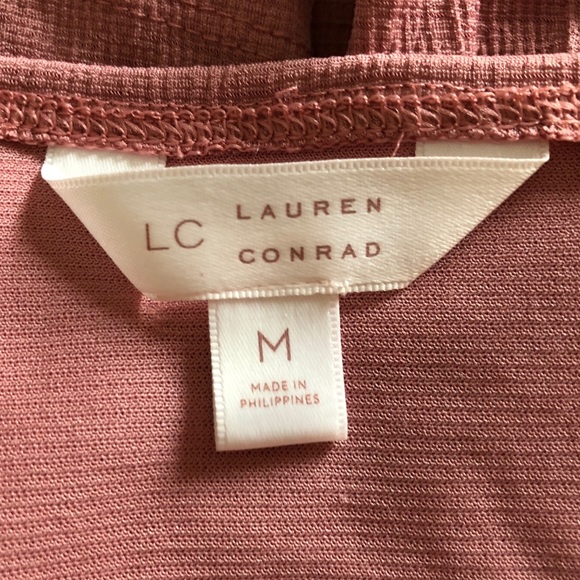 LC LAUREN
CONRAD
M
MADE IN
PHILIPPINES